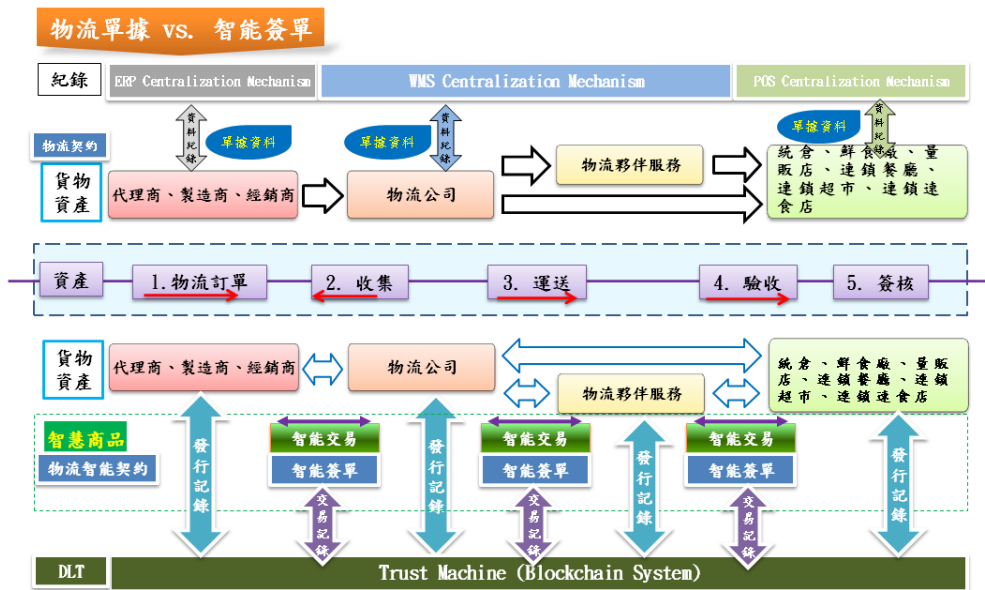 物流單據 vs. 智能簽單
紀錄
ERP Centralization Mechanism
WMS Centralization Mechanism
POS Centralization Mechanism
資料紀錄
單據資料
資料紀錄
單據資料
資料紀錄
物流契約
貨物
資產
代理商、製造商、經銷商
物流公司
物流夥伴服務
統倉、鮮食廠、量
販店、連鎖餐廳、
連鎖超市、連鎖速
食店
資產
1.物流訂單
2. 收集
3. 運送
4. 驗收
5. 簽核
貨物
資產
代理商、製造商、經銷商
物流公司
物流夥伴服務
統倉、鮮食廠、量販
店、連鎖餐廳、連鎖
超市、連鎖速食店
智慧商品
物流智能契約
發行記錄
智能交易
智能簽單
交易記錄
發行記錄
智能交易
智能簽單
交易記錄
發行記錄
智能交易
智能簽單
交易記錄
發行記錄
DLT
Trust Machine (Blockchain System)